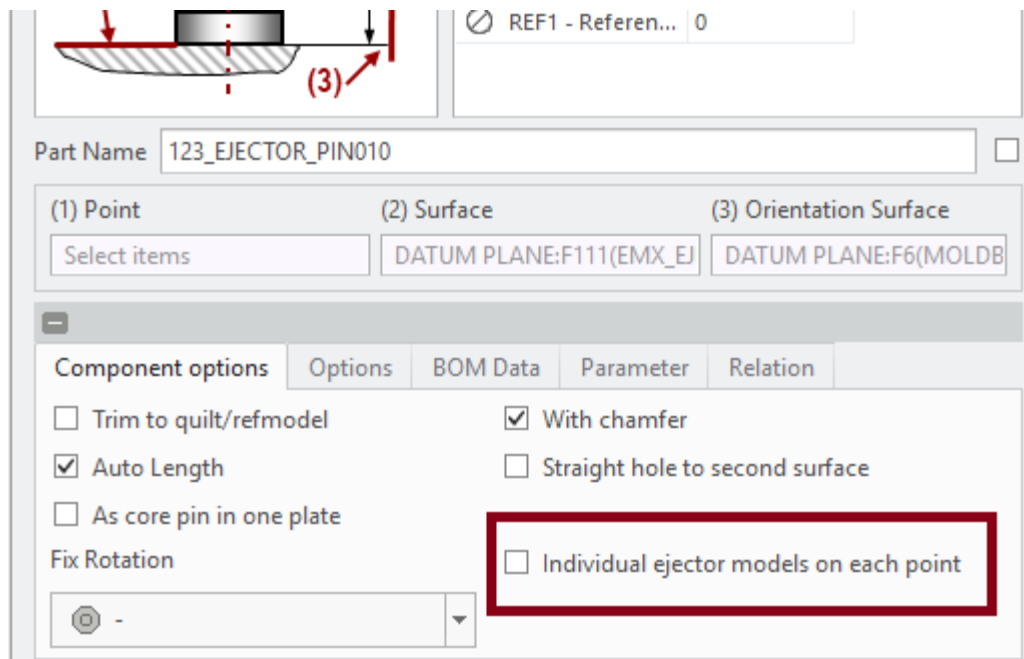 REF1 - Referen... 0
(3)
Part Name 123_EJECTOR_PIN010
(1) Point (2) Surface (3) Orientation Surface
Select items DATUM PLANE:F111(EMX_EJ DATUM PLANE:F6(MOLDB
Component options Options BOM Data Parameter Relation
Trim to quilt/refmodel With chamfer
Auto Length Straight hole to second surface
As core pin in one plate
Fix Rotation Individual ejector models on each point
-